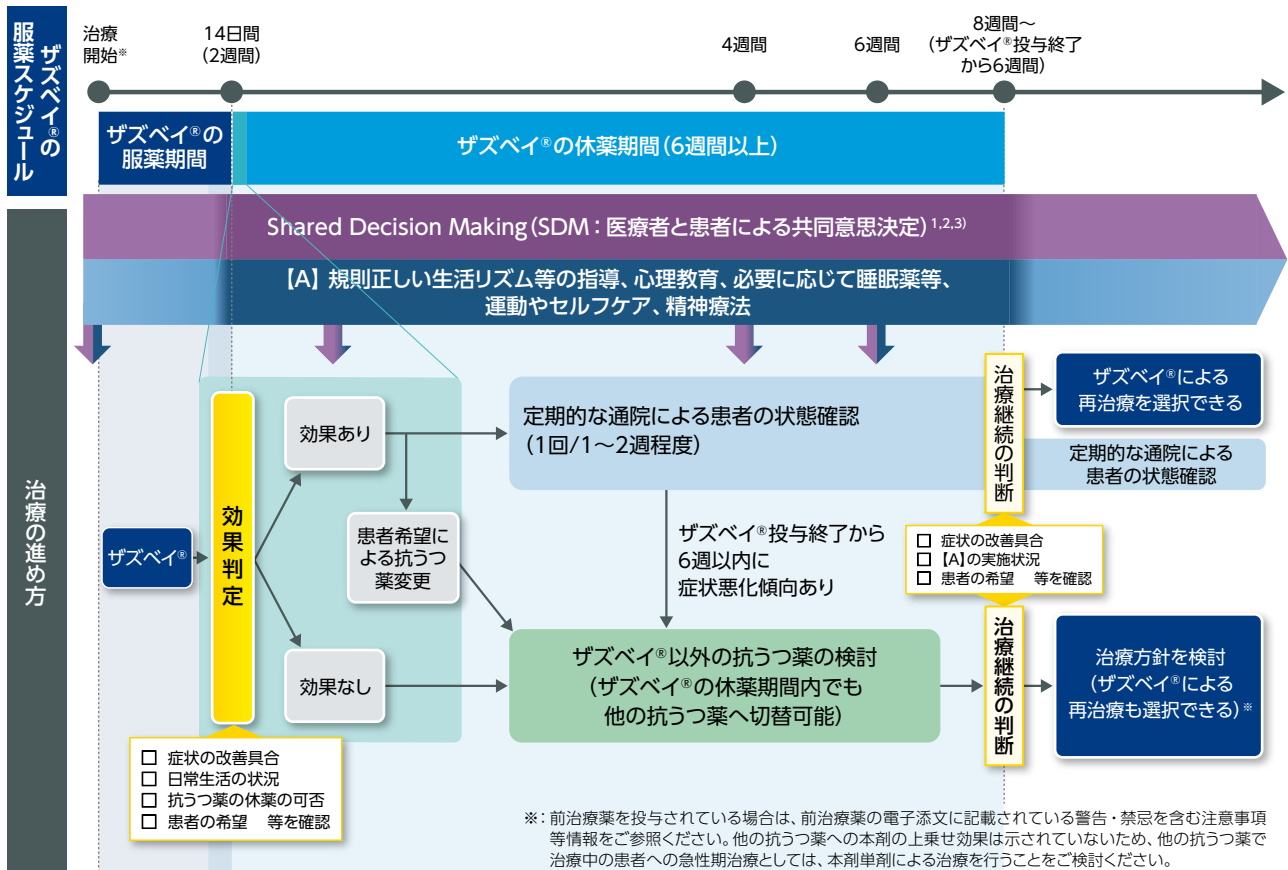 ザズベイ®の
服薬スケジュール
治療
開始※
14日間
(2週間)
4週間
6週間
8週間～
(ザズベイ®投与終了
から6週間)
ザズベイ®の
服薬期間
ザズベイ®の休薬期間(6週間以上)
治療の進め方
Shared Decision Making(SDM：医療者と患者による共同意思決定)1,2,3)
【A】規則正しい生活リズム等の指導、心理教育、必要に応じて睡眠薬等、
運動やセルフケア、精神療法
ザズベイ®
効果判定
効果あり
患者希望に
よる抗うつ
薬変更
効果なし
□ 症状の改善具合
□ 日常生活の状況
□ 抗うつ薬の休薬の可否
□ 患者の希望 等を確認
定期的な通院による患者の状態確認
(1回/1～2週程度)
ザズベイ®投与終了から
6週以内に
症状悪化傾向あり
ザズベイ®以外の抗うつ薬の検討
(ザズベイ®の休薬期間内でも
他の抗うつ薬へ切替可能)
治療継続の判断
ザズベイ®による
再治療を選択できる
定期的な通院による
患者の状態確認
□ 症状の改善具合
□ 【A】の実施状況
□ 患者の希望 等を確認
治療継続の判断
治療方針を検討
(ザズベイ®による
再治療も選択できる)※
※：前治療薬を投与されている場合は、前治療薬の電子添文に記載されている警告・禁忌を含む注意事項
等情報をご参照ください。他の抗うつ薬への本剤の上乗せ効果は示されていないため、他の抗うつ薬で
治療中の患者への急性期治療としては、本剤単剤による治療を行うことをご検討ください。